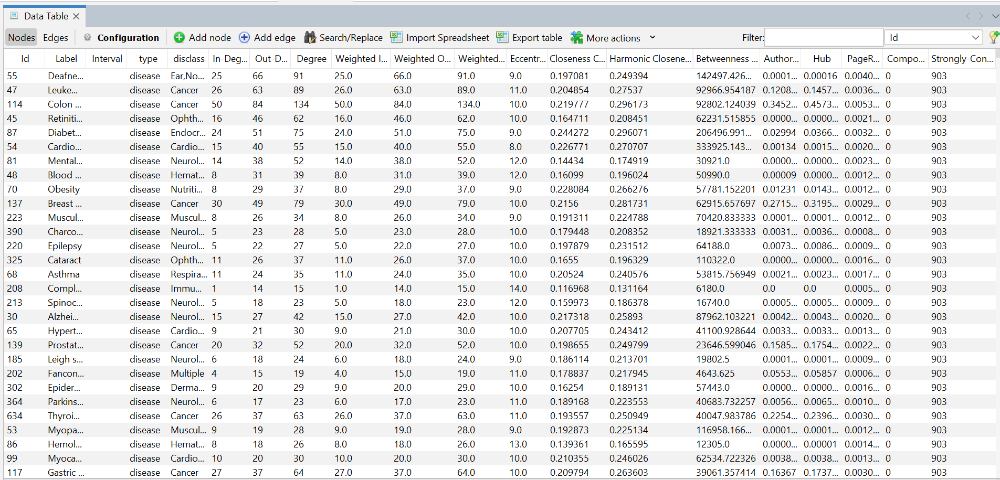 Data Table
Nodes Edges Configuration Add node Add edge Search/Replace Import Spreadsheet Export table More actions Filter: Id
Id Label Interval type disclass In-Deg... Out-D... Degree Weighted I... Weighted O... Weighted... Eccentr... Closeness C... Harmonic Closene... Betweenness ... Author... Hub PageR... Compo... Strongly-Con...
55 Deafne... disease Ear,No... 25 66 91 25.0 66.0 91.0 9.0 0.197081 0.249394 142497.426... 0.0001... 0.00016 0.0040... 0 903
47 Leuke... disease Cancer 26 63 89 26.0 63.0 89.0 11.0 0.204854 0.27537 92966.954187 0.1208... 0.1457... 0.0036... 0 903
114 Colon ... disease Cancer 50 84 134 50.0 84.0 134.0 10.0 0.219777 0.296173 92802.124039 0.3452... 0.4573... 0.0053... 0 903
45 Retiniti... disease Ophth... 16 46 62 16.0 46.0 62.0 10.0 0.164711 0.208451 62231.515855 0.0000... 0.0000... 0.0021... 0 903
87 Diabet... disease Endocr... 24 51 75 24.0 51.0 75.0 9.0 0.244272 0.296071 206496.991... 0.02994 0.0366... 0.0032... 0 903
54 Cardio... disease Cardio... 15 40 55 15.0 40.0 55.0 8.0 0.226771 0.270707 333925.143... 0.00134 0.0015... 0.0020... 0 903
81 Mental... disease Neurol... 14 38 52 14.0 38.0 52.0 12.0 0.14434 0.174919 30921.0 0.0000... 0.0000... 0.0023... 0 903
48 Blood ... disease Hemat... 8 31 39 8.0 31.0 39.0 12.0 0.16099 0.196024 50990.0 0.00009 0.0000... 0.0012... 0 903
70 Obesity disease Nutriti... 8 29 37 8.0 29.0 37.0 9.0 0.228084 0.266276 57781.152201 0.01231 0.0143... 0.0012... 0 903
137 Breast ... disease Cancer 30 49 79 30.0 49.0 79.0 10.0 0.2156 0.281731 62915.657697 0.2715... 0.3195... 0.0029... 0 903
223 Muscul... disease Muscul... 8 26 34 8.0 26.0 34.0 9.0 0.191311 0.224788 70420.833333 0.0001... 0.0001... 0.0012... 0 903
390 Charco... disease Neurol... 5 23 28 5.0 23.0 28.0 10.0 0.179448 0.208352 18921.333333 0.0031... 0.0036... 0.0008... 0 903
220 Epilepsy disease Neurol... 5 22 27 5.0 22.0 27.0 10.0 0.197879 0.231512 64188.0 0.0073... 0.0086... 0.0009... 0 903
325 Cataract disease Ophth... 11 26 37 11.0 26.0 37.0 10.0 0.1655 0.196329 110322.0 0.0000... 0.0000... 0.0016... 0 903
68 Asthma disease Respira... 11 24 35 11.0 24.0 35.0 10.0 0.20524 0.240576 53815.756949 0.0021... 0.0023... 0.0017... 0 903
208 Compl... disease Immu... 1 14 15 1.0 14.0 15.0 14.0 0.116968 0.131164 6180.0 0.0 0.0 0.0005... 0 903
213 Spinoc... disease Neurol... 5 18 23 5.0 18.0 23.0 12.0 0.159973 0.186378 16740.0 0.0005... 0.0005... 0.0009... 0 903
30 Alzhei... disease Neurol... 15 27 42 15.0 27.0 42.0 10.0 0.217318 0.25893 87962.103221 0.0042... 0.0043... 0.0020... 0 903
65 Hypert... disease Cardio... 9 21 30 9.0 21.0 30.0 10.0 0.207705 0.243412 41100.928644 0.0033... 0.0033... 0.0013... 0 903
139 Prostat... disease Cancer 20 32 52 20.0 32.0 52.0 10.0 0.198655 0.249799 23646.599046 0.1585... 0.1754... 0.0022... 0 903
185 Leigh s... disease Neurol... 6 18 24 6.0 18.0 24.0 9.0 0.186114 0.213701 19802.5 0.0001... 0.0001... 0.0009... 0 903
202 Fancon... disease Multiple 4 15 19 4.0 15.0 19.0 11.0 0.178837 0.217945 4643.625 0.0553... 0.05857 0.0006... 0 903
302 Epider... disease Derma... 9 20 29 9.0 20.0 29.0 10.0 0.16254 0.189131 57443.0 0.0000... 0.0000... 0.0016... 0 903
364 Parkins... disease Neurol... 6 17 23 6.0 17.0 23.0 11.0 0.189168 0.223553 40683.732257 0.0056... 0.0065... 0.0010... 0 903
634 Thyroi... disease Cancer 26 37 63 26.0 37.0 63.0 11.0 0.193557 0.250949 40047.983786 0.2254... 0.2396... 0.0030... 0 903
53 Myopa... disease Muscul... 9 19 28 9.0 19.0 28.0 9.0 0.192873 0.225134 116958.166... 0.0001... 0.0001... 0.0012... 0 903
86 Hemol... disease Hemat... 8 18 26 8.0 18.0 26.0 13.0 0.139361 0.165595 12305.0 0.0000... 0.00001 0.0014... 0 903
99 Myoca... disease Cardio... 10 20 30 10.0 20.0 30.0 10.0 0.210355 0.246026 62534.722326 0.0038... 0.0038... 0.0013... 0 903
117 Gastric ... disease Cancer 27 37 64 27.0 37.0 64.0 10.0 0.209794 0.263603 39061.357414 0.16367 0.1737... 0.0030... 0 903